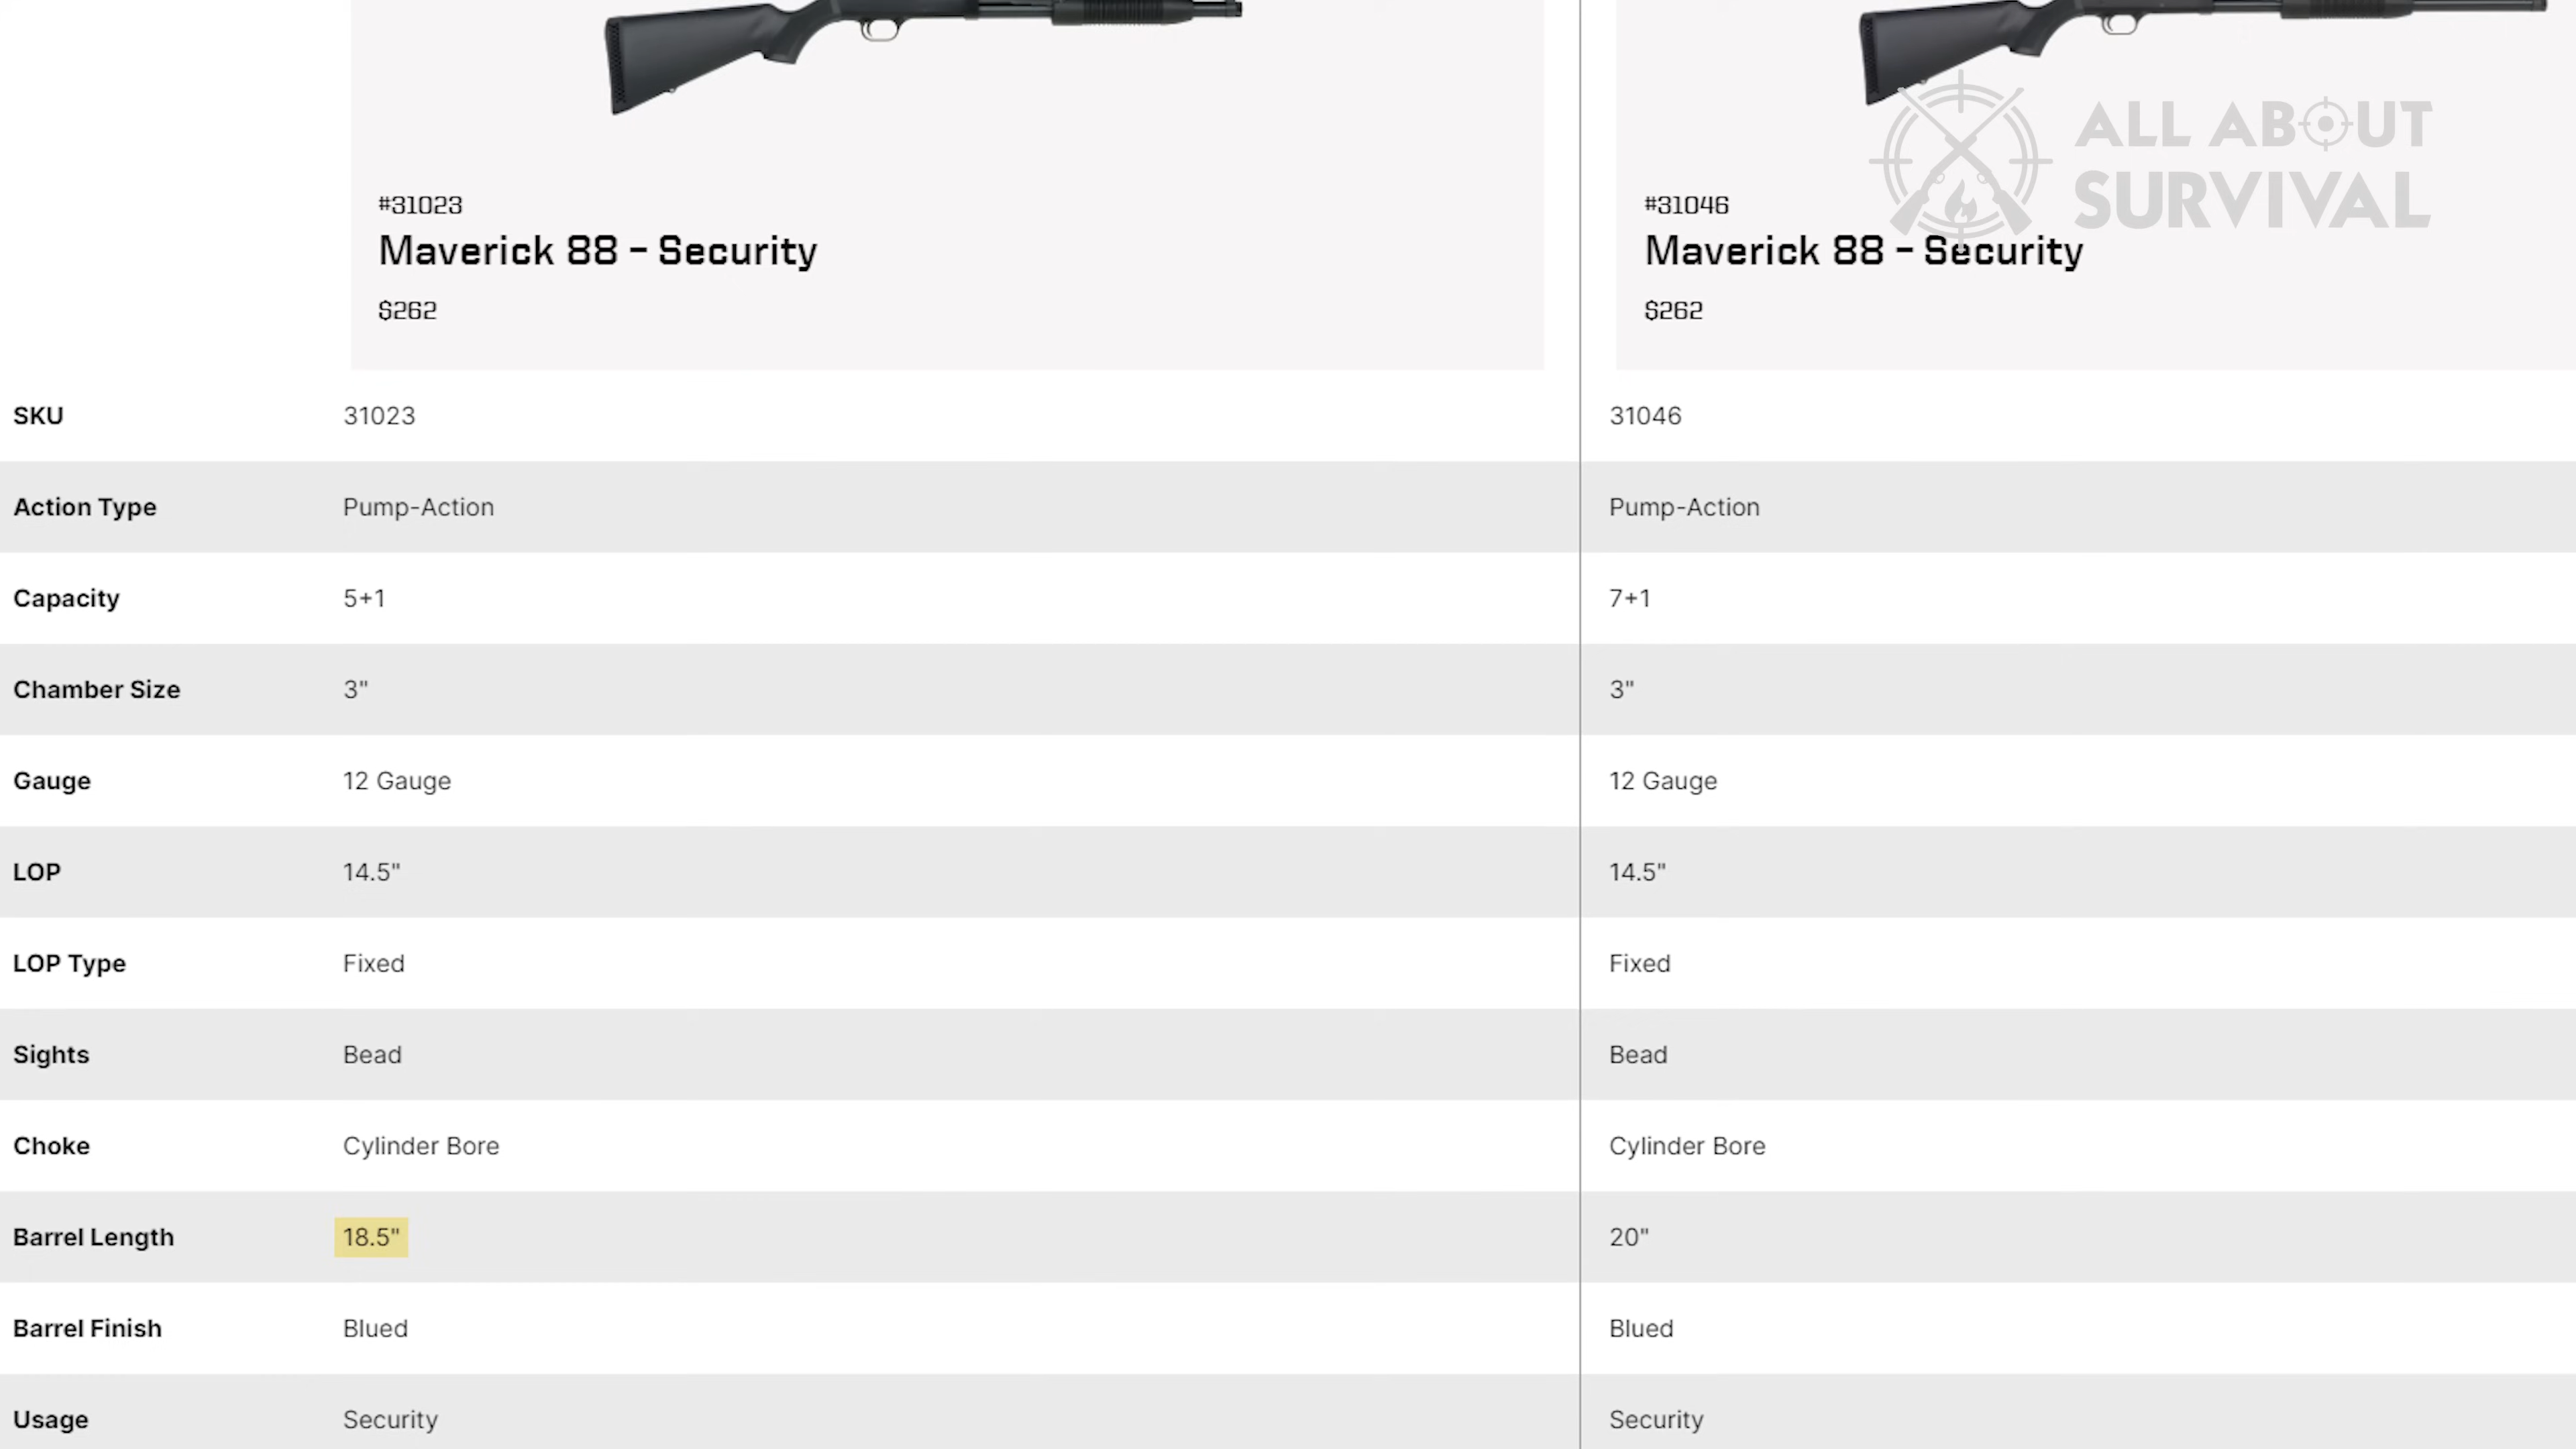 ALL ABOUT
SURVIVAL
#31023
Maverick 88 – Security
$262
#31046
Maverick 88 – Security
$262
SKU 31023 31046
Action Type Pump-Action Pump-Action
Capacity 5+1 7+1
Chamber Size 3" 3"
Gauge 12 Gauge 12 Gauge
LOP 14.5" 14.5"
LOP Type Fixed Fixed
Sights Bead Bead
Choke Cylinder Bore Cylinder Bore
Barrel Length 18.5" 20"
Barrel Finish Blued Blued
Usage Security Security